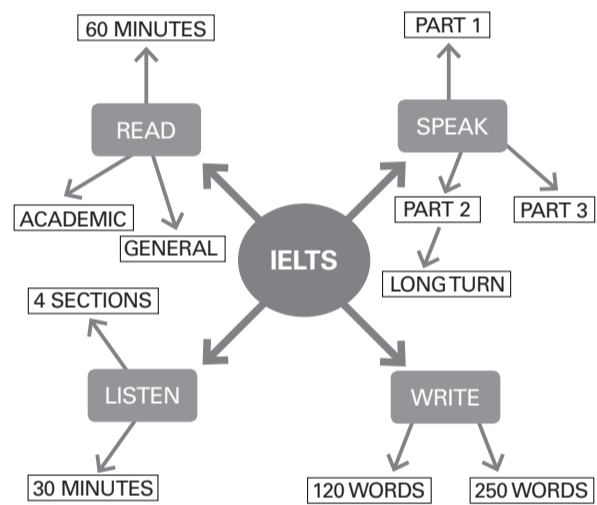 60 MINUTES
PART 1
READ
SPEAK
ACADEMIC
GENERAL
PART 2
PART 3
LONG TURN
IELTS
4 SECTIONS
LISTEN
WRITE
30 MINUTES
120 WORDS
250 WORDS